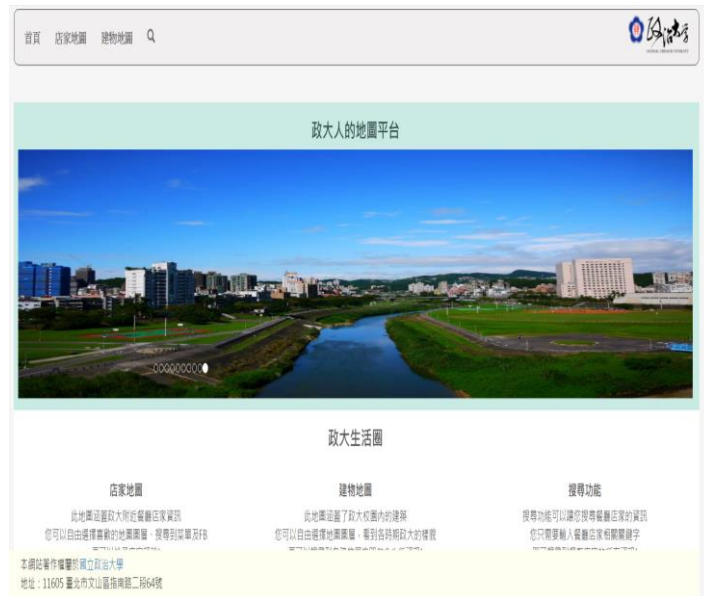 首頁 店家地圖 建物地圖
政治大學
政大人的地圖平台
政大生活圈
店家地圖 建物地圖 搜尋功能
此地圖涵蓋政大附近餐廳店家資訊 此地圖涵蓋了政大校園內的建築 搜尋功能可以讓您搜尋餐廳店家的資訊
您可以自由選擇喜歡的地圖圖層，搜尋到菜單及FB 您可以自由選擇地圖圖層，看到各時期政大的樣貌 您只需要輸入餐廳店家相關關鍵字
本網站著作權屬於國立政治大學
地址：11605 臺北市文山區指南路二段64號